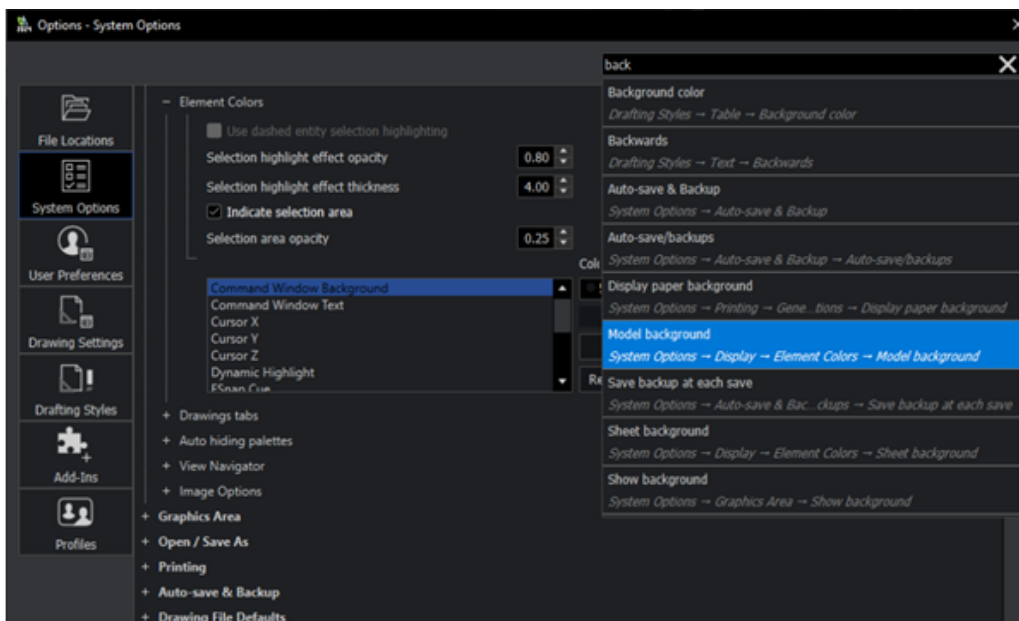 Options - System Options
back
File Locations
System Options
User Preferences
Drawing Settings
Drafting Styles
Add-Ins
Profiles
Element Colors
Use dashed entity selection highlighting
Selection highlight effect opacity
0.80
Selection highlight effect thickness
4.00
Indicate selection area
Selection area opacity
0.25
Command Window Background
Command Window Text
Cursor X
Cursor Y
Cursor Z
Dynamic Highlight
ESnap Cue
Drawings tabs
Auto hiding palettes
View Navigator
Image Options
Graphics Area
Open / Save As
Printing
Auto-save & Backup
Drawing File Defaults
Background color
Drafting Styles → Table → Background color
Backwards
Drafting Styles → Text → Backwards
Auto-save & Backup
System Options → Auto-save & Backup
Auto-save/backups
System Options → Auto-save & Backup → Auto-save/backups
Display paper background
System Options → Printing → Gene...tions → Display paper background
Model background
System Options → Display → Element Colors → Model background
Save backup at each save
System Options → Auto-save & Bac...ckups → Save backup at each save
Sheet background
System Options → Display → Element Colors → Sheet background
Show background
System Options → Graphics Area → Show background